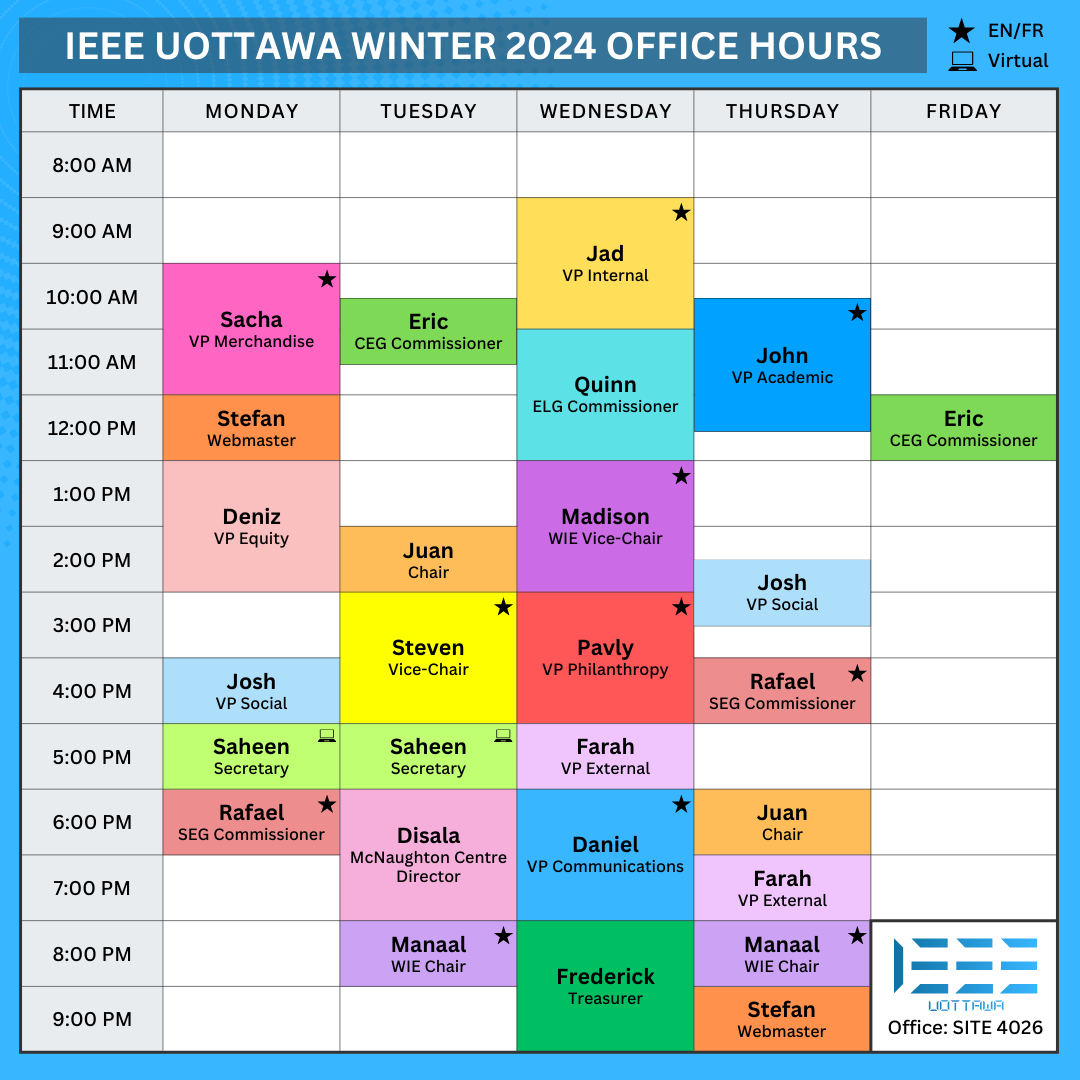 IEEE UOTTAWA WINTER 2024 OFFICE HOURS
EN/FR
Virtual
TIME
MONDAY
TUESDAY
WEDNESDAY
THURSDAY
FRIDAY
8:00 AM
9:00 AM
Jad
VP Internal
10:00 AM
Sacha
VP Merchandise
Eric
CEG Commissioner
11:00 AM
John
VP Academic
Quinn
ELG Commissioner
12:00 PM
Stefan
Webmaster
Eric
CEG Commissioner
1:00 PM
Deniz
VP Equity
Madison
WIE Vice-Chair
2:00 PM
Juan
Chair
Josh
VP Social
3:00 PM
Steven
Vice-Chair
Pavly
VP Philanthropy
4:00 PM
Josh
VP Social
Rafael
SEG Commissioner
5:00 PM
Saheen
Secretary
Saheen
Secretary
Farah
VP External
6:00 PM
Rafael
SEG Commissioner
Disala
McNaughton Centre
Director
Daniel
VP Communications
Juan
Chair
7:00 PM
Farah
VP External
8:00 PM
Manaal
WIE Chair
Frederick
Treasurer
Manaal
WIE Chair
9:00 PM
Stefan
Webmaster
IEEE
UOTTAWA
Office: SITE 4026